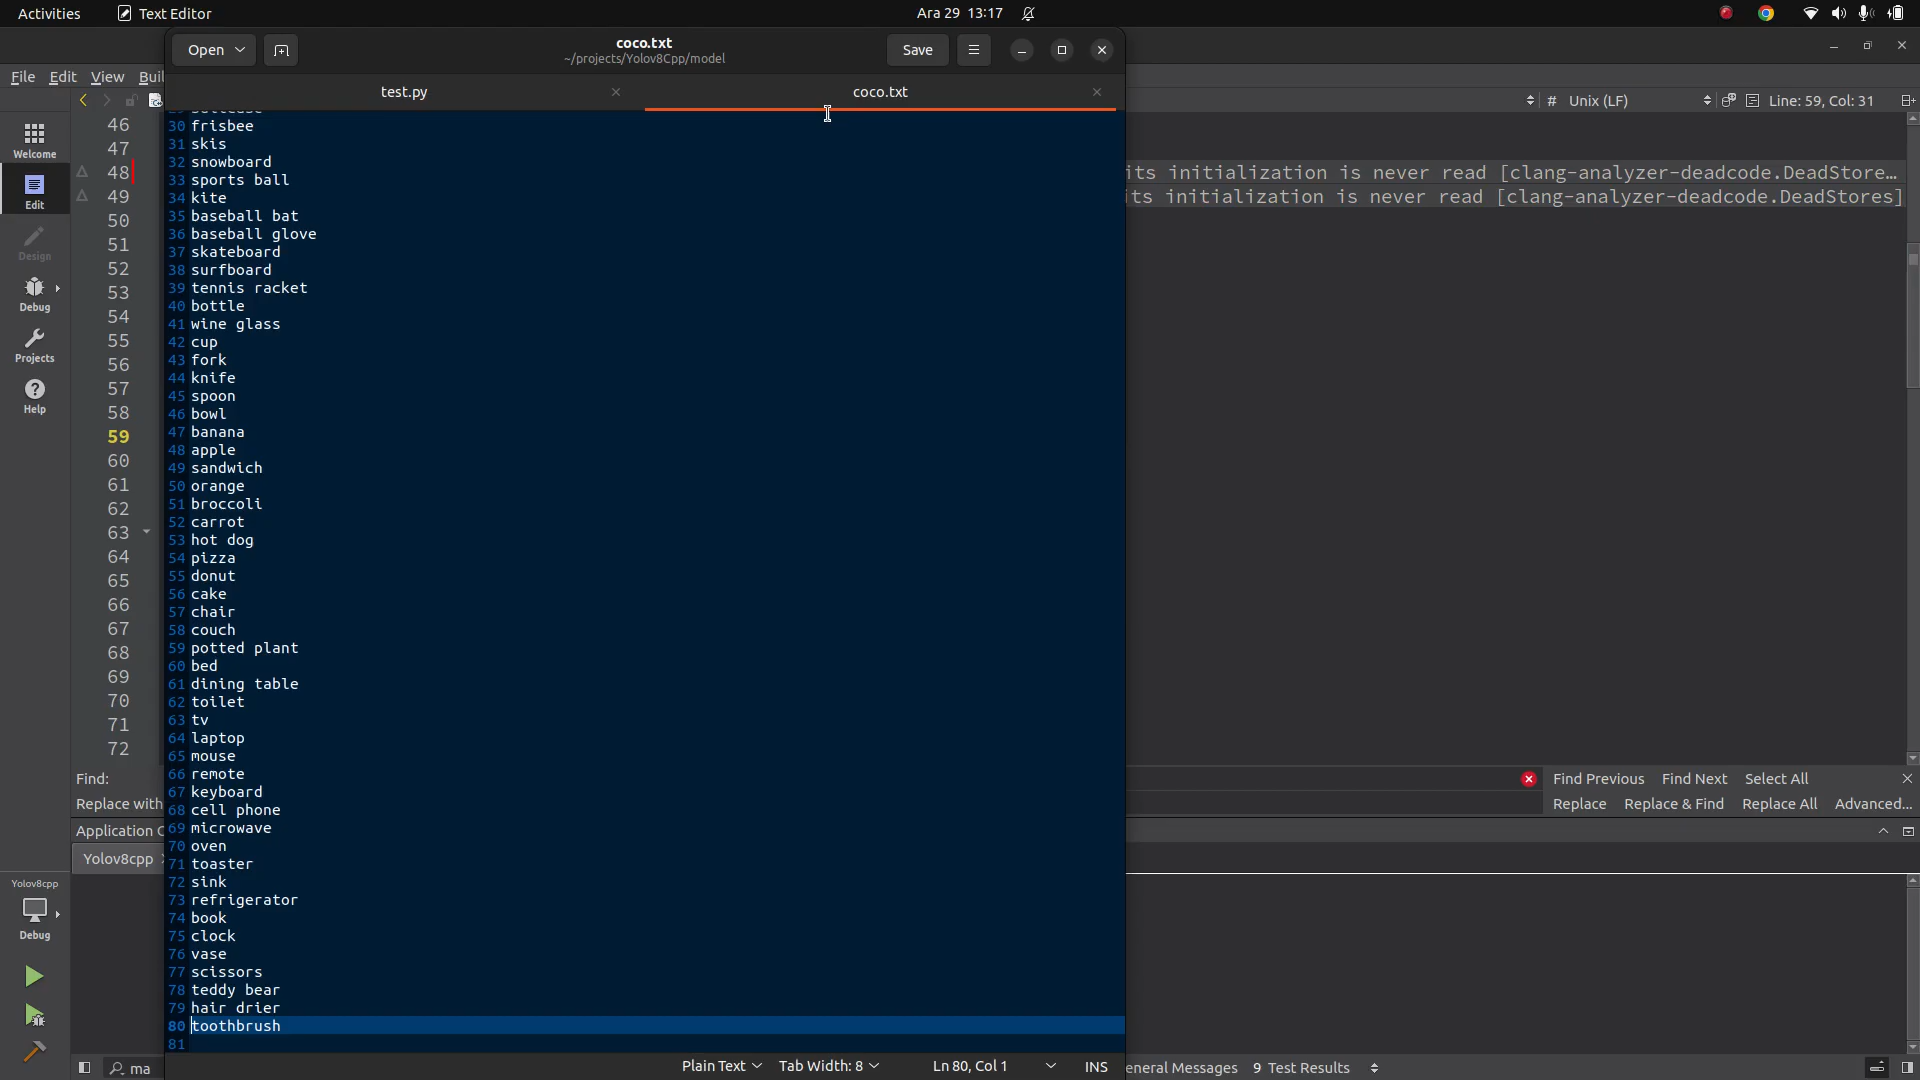 Activities
Text Editor
Ara 29 13:17
Open
coco.txt
~/projects/Yolov8Cpp/model
Save
File Edit View Buil
test.py
coco.txt
# Unix (LF)
Line: 59, Col: 31
Welcome
Edit
Design
Debug
Projects
Help
Yolov8cpp
Debug
46
47
48
49
50
51
52
53
54
55
56
57
58
59
60
61
62
63
64
65
66
67
68
69
70
71
72
its initialization is never read [clang-analyzer-deadcode.DeadStore…
its initialization is never read [clang-analyzer-deadcode.DeadStores]
30 frisbee
31 skis
32 snowboard
33 sports ball
34 kite
35 baseball bat
36 baseball glove
37 skateboard
38 surfboard
39 tennis racket
40 bottle
41 wine glass
42 cup
43 fork
44 knife
45 spoon
46 bowl
47 banana
48 apple
49 sandwich
50 orange
51 broccoli
52 carrot
53 hot dog
54 pizza
55 donut
56 cake
57 chair
58 couch
59 potted plant
60 bed
61 dining table
62 toilet
63 tv
64 laptop
65 mouse
66 remote
67 keyboard
68 cell phone
69 microwave
70 oven
71 toaster
72 sink
73 refrigerator
74 book
75 clock
76 vase
77 scissors
78 teddy bear
79 hair drier
80 toothbrush
81
Find:
Find Previous Find Next Select All
Replace with
Replace Replace & Find Replace All Advanced...
Application
Yolov8cpp
ma
Plain Text
Tab Width: 8
Ln 80, Col 1
INS
eneral Messages
9 Test Results